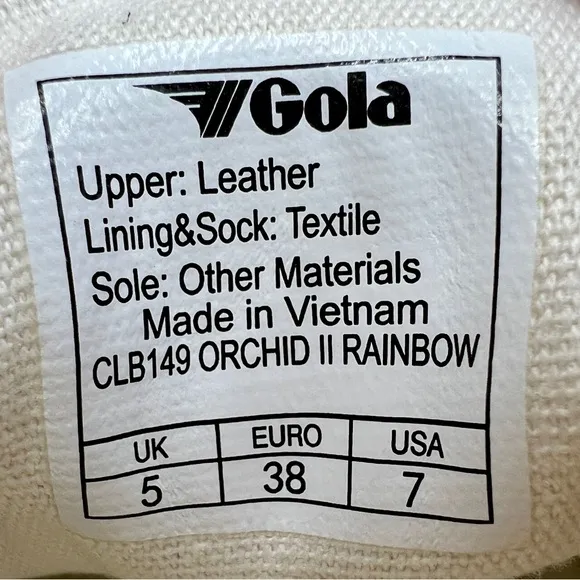 Gola
Upper: Leather
Lining&Sock: Textile
Sole: Other Materials
Made in Vietnam
CLB149 ORCHID II RAINBOW
UK EURO USA
5 38 7